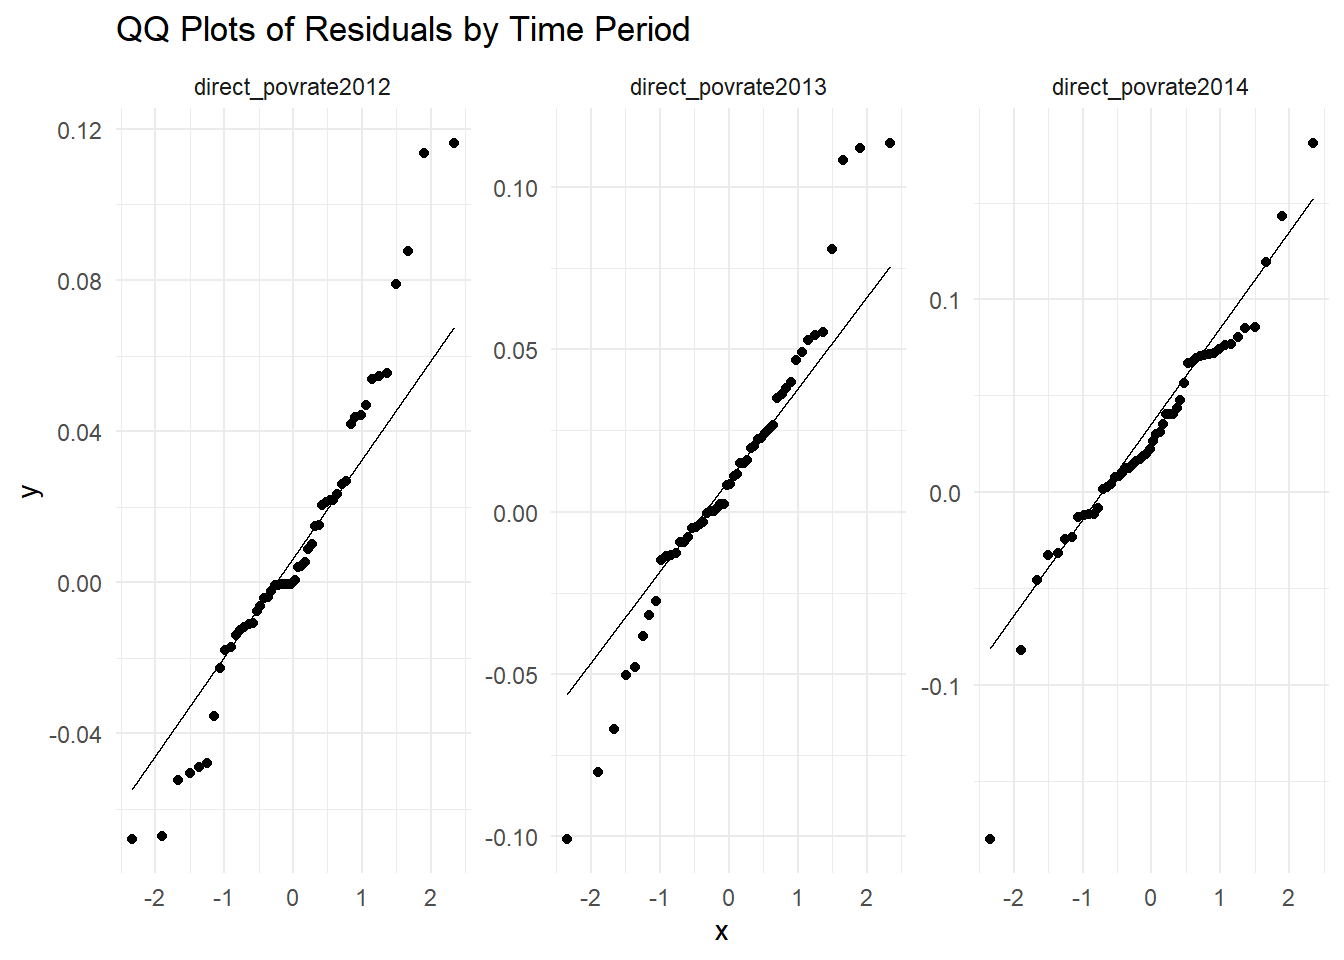 QQ Plots of Residuals by Time Period
direct_povrate2012 direct_povrate2013 direct_povrate2014
0.12
0.08
0.04
0.00
-0.04
0.10
0.05
0.00
-0.05
-0.10
0.1
0.0
-0.1
y
-2 -1 0 1 2 -2 -1 0 1 2 -2 -1 0 1 2
x